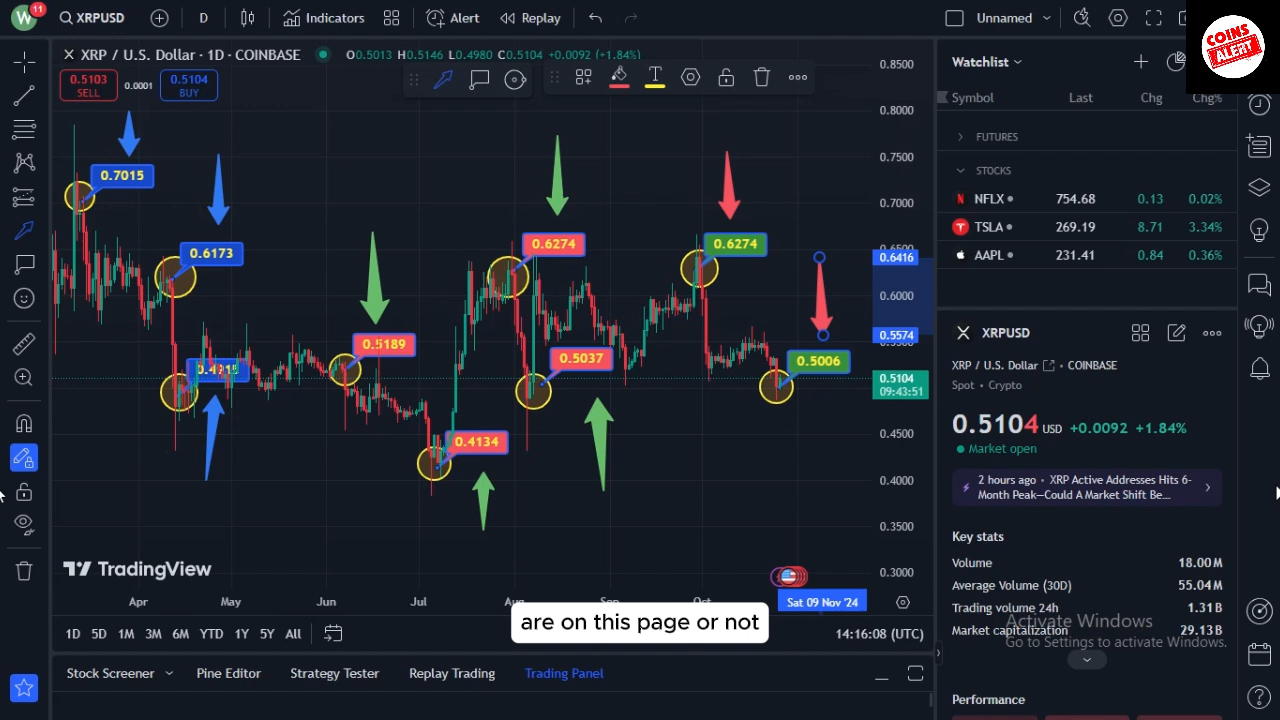 W 11 XRPUSD D Indicators Alert Replay Unnamed
COINS
ALERT
XRP / U.S. Dollar · 1D · COINBASE O0.5013 H0.5146 L0.4980 C0.5104 +0.0092 (+1.84%)
0.5103
SELL
0.0001
0.5104
BUY
0.7015
0.6173
0.4915
0.5189
0.4134
0.6274
0.5037
0.6274
0.5006
0.8500
0.8000
0.7500
0.7000
0.6500
0.6416
0.6000
0.5574
0.5104
09:43:51
0.4500
0.4000
0.3500
0.3000
TradingView
Apr May Jun Jul Aug Sep Oct Sat 09 Nov '24
are on this page or not
1D 5D 1M 3M 6M YTD 1Y 5Y All 14:16:08 (UTC)
Stock Screener Pine Editor Strategy Tester Replay Trading Trading Panel
Watchlist
Symbol Last Chg Chg%
FUTURES
STOCKS
N NFLX 754.68 0.13 0.02%
TSLA 269.19 8.71 3.34%
AAPL 231.41 0.84 0.36%
XRPUSD
XRP / U.S. Dollar COINBASE
Spot · Crypto
0.5104 USD +0.0092 +1.84%
Market open
2 hours ago · XRP Active Addresses Hits 6-
Month Peak—Could A Market Shift Be...
Key stats
Volume 18.00M
Average Volume (30D) 55.04M
Trading volume 24h 1.31B
Market capitalization 29.13B
Activate Windows
Go to Settings to activate Windows.
Performance